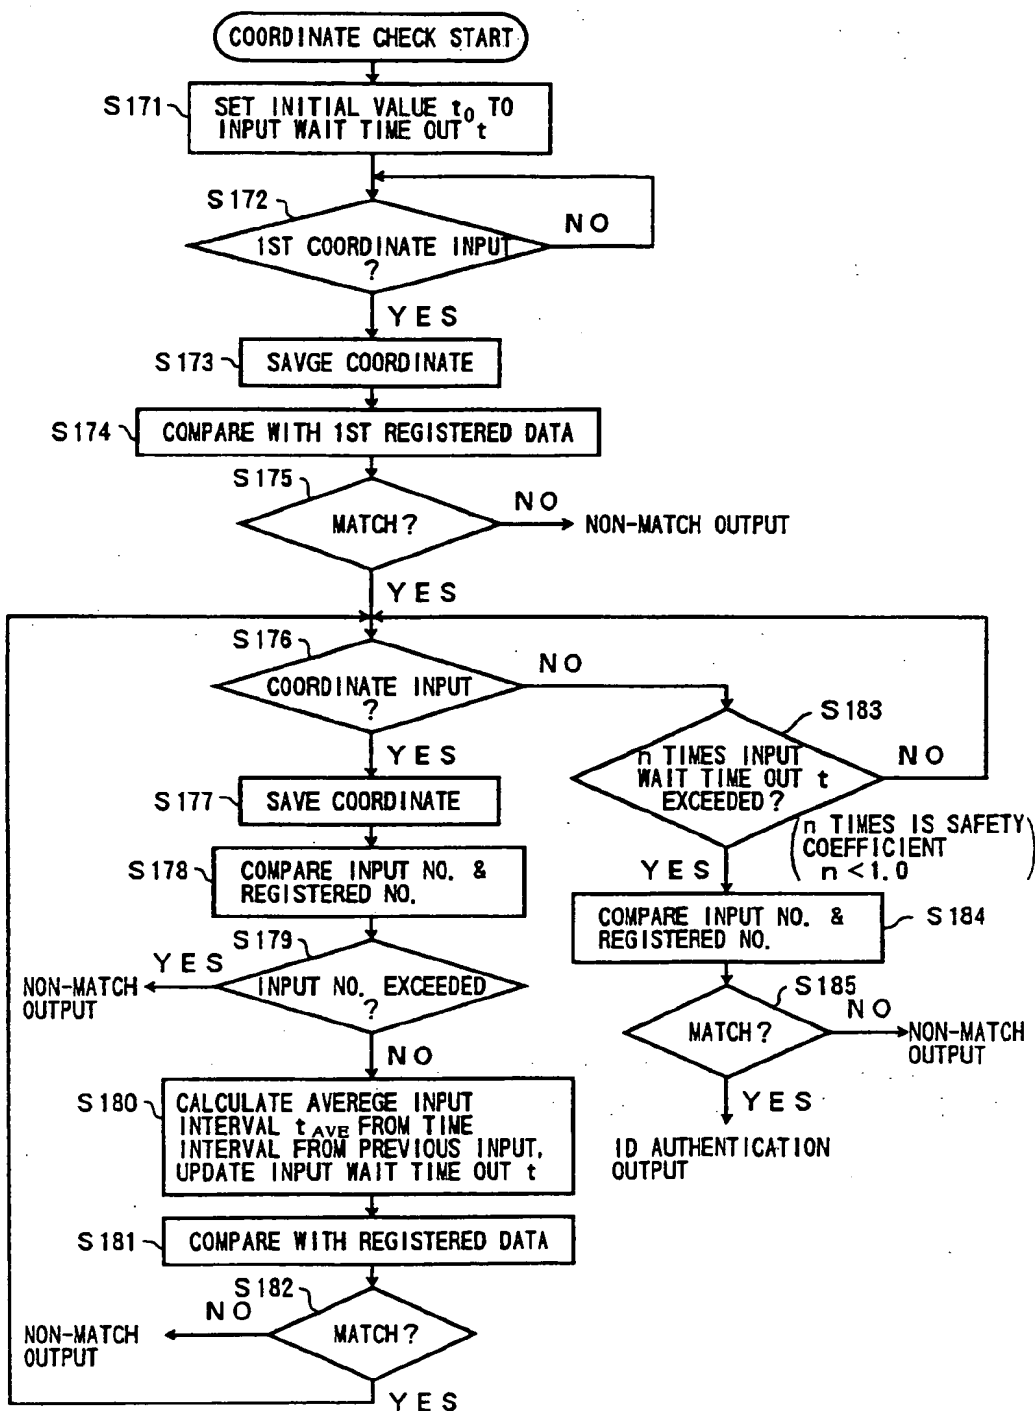 COORDINATE CHECK START
S171
SET INITIAL VALUE t0 TO
INPUT WAIT TIME OUT t
S172
NO
1ST COORDINATE INPUT
?
YES
S173
SAVGE COORDINATE
S174
COMPARE WITH 1ST REGISTERED DATA
S175
MATCH?
NO
NON-MATCH OUTPUT
YES
S176
COORDINATE INPUT
?
NO
YES
S183
n TIMES INPUT
WAIT TIME OUT t
EXCEEDED?
NO
(n TIMES IS SAFETY
COEFFICIENT
n<1.0)
YES
S177
SAVE COORDINATE
S178
COMPARE INPUT NO. &
REGISTERED NO.
S184
COMPARE INPUT NO. &
REGISTERED NO.
S179
YES
NON-MATCH
OUTPUT
INPUT NO. EXCEEDED
?
NO
S185
MATCH?
NO
NON-MATCH
OUTPUT
YES
ID AUTHENTICATION
OUTPUT
S180
CALCULATE AVEREGE INPUT
INTERVAL tAVE FROM TIME
INTERVAL FROM PREVIOUS INPUT.
UPDATE INPUT WAIT TIME OUT t
S181
COMPARE WITH REGISTERED DATA
S182
NO
NON-MATCH
OUTPUT
MATCH?
YES